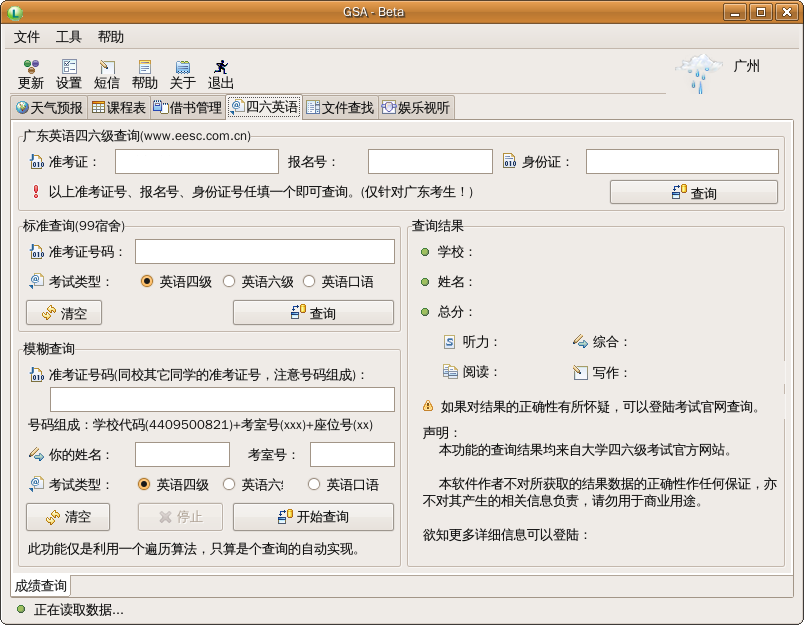 GSA - Beta
文件 工具 帮助
更新 设置 短信 帮助 关于 退出
广州
天气预报 课程表 借书管理 四六英语 文件查找 娱乐视听
广东英语四六级查询(www.eesc.com.cn)
准考证： 报名号： 身份证：
以上准考证号、报名号、身份证号任填一个即可查询。(仅针对广东考生！)
查询
标准查询(99宿舍)
准考证号码：
考试类型： 英语四级 英语六级 英语口语
清空 查询
模糊查询
准考证号码(同校其它同学的准考证号，注意号码组成)：
号码组成：学校代码(4409500821)+考室号(xxx)+座位号(xx)
你的姓名： 考室号：
考试类型： 英语四级 英语六 英语口语
清空 停止 开始查询
此功能仅是利用一个遍历算法，只算是个查询的自动实现。
查询结果
学校：
姓名：
总分：
听力： 综合：
阅读： 写作：
如果对结果的正确性有所怀疑，可以登陆考试官网查询。
声明：
本功能的查询结果均来自大学四六级考试官方网站。
本软件作者不对所获取的结果数据的正确性作任何保证，亦
不对其产生的相关信息负责，请勿用于商业用途。
欲知更多详细信息可以登陆：
成绩查询
正在读取数据...